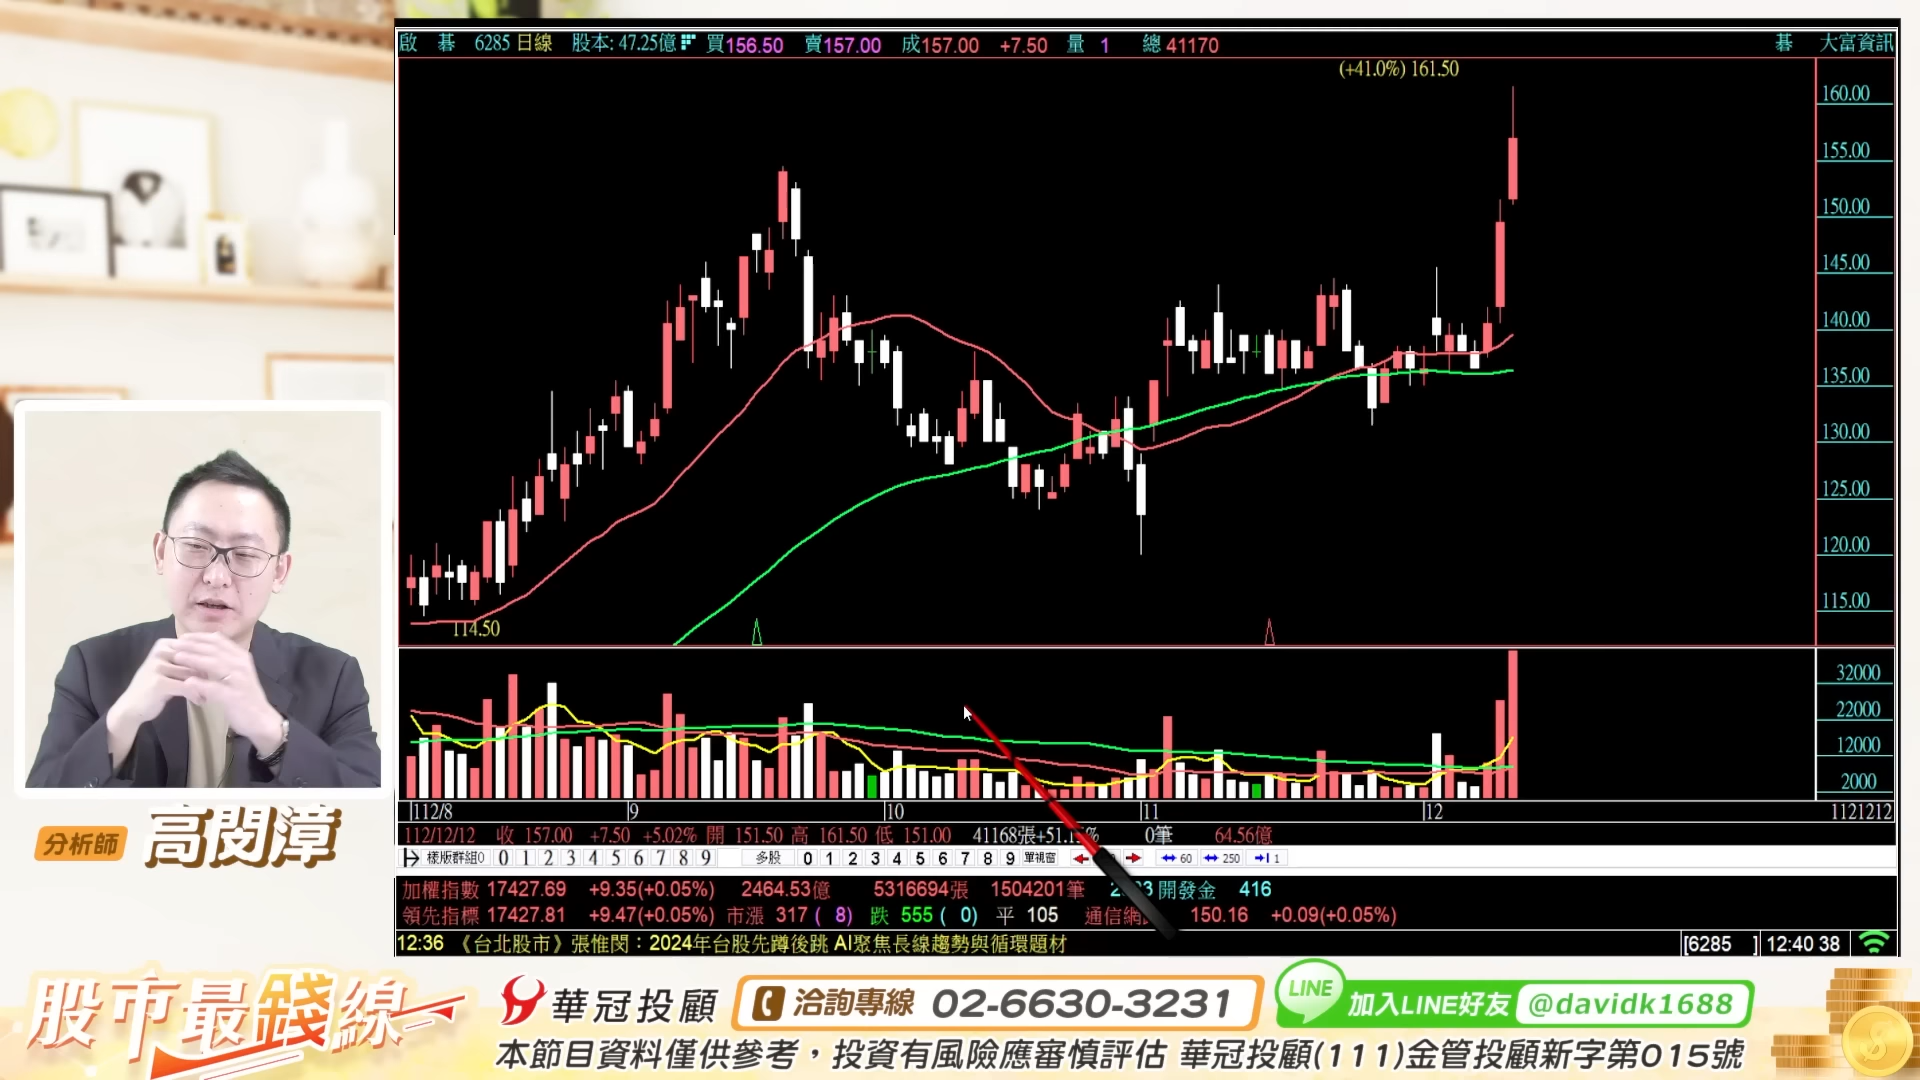 啟 碁 6285 日線 股本: 47.25億 買156.50 賣157.00 成157.00 +7.50 量 1 總 41170 碁 大富資訊
(+41.0%) 161.50
160.00
155.00
150.00
145.00
140.00
135.00
130.00
125.00
120.00
115.00
114.50
32000
22000
12000
2000
112/8 9 10 11 12 1121212
112/12/12 收 157.00 +7.50 +5.02% 開 151.50 高 161.50 低 151.00 41168張 0筆 64.56億
樣版群組0 0 1 2 3 4 5 6 7 8 9 多股 0 1 2 3 4 5 6 7 8 9 單視窗 60 250 1
加權指數 17427.69 +9.35(+0.05%) 2464.53億 5316694張 1504201筆 開發金 416
領先指標 17427.81 +9.47(+0.05%) 市漲 317 ( 8) 跌 555 ( 0) 平 105 通信網 150.16 +0.09(+0.05%)
12:36 《台北股市》張惟閔：2024年台股先蹲後跳 AI聚焦長線趨勢與循環題材 [6285 ] 12:40 38
分析師 高閔漳
股市最錢線
華冠投顧 洽詢專線 02-6630-3231 LINE 加入LINE好友 @davidk1688
本節目資料僅供參考，投資有風險應審慎評估 華冠投顧(111)金管投顧新字第015號